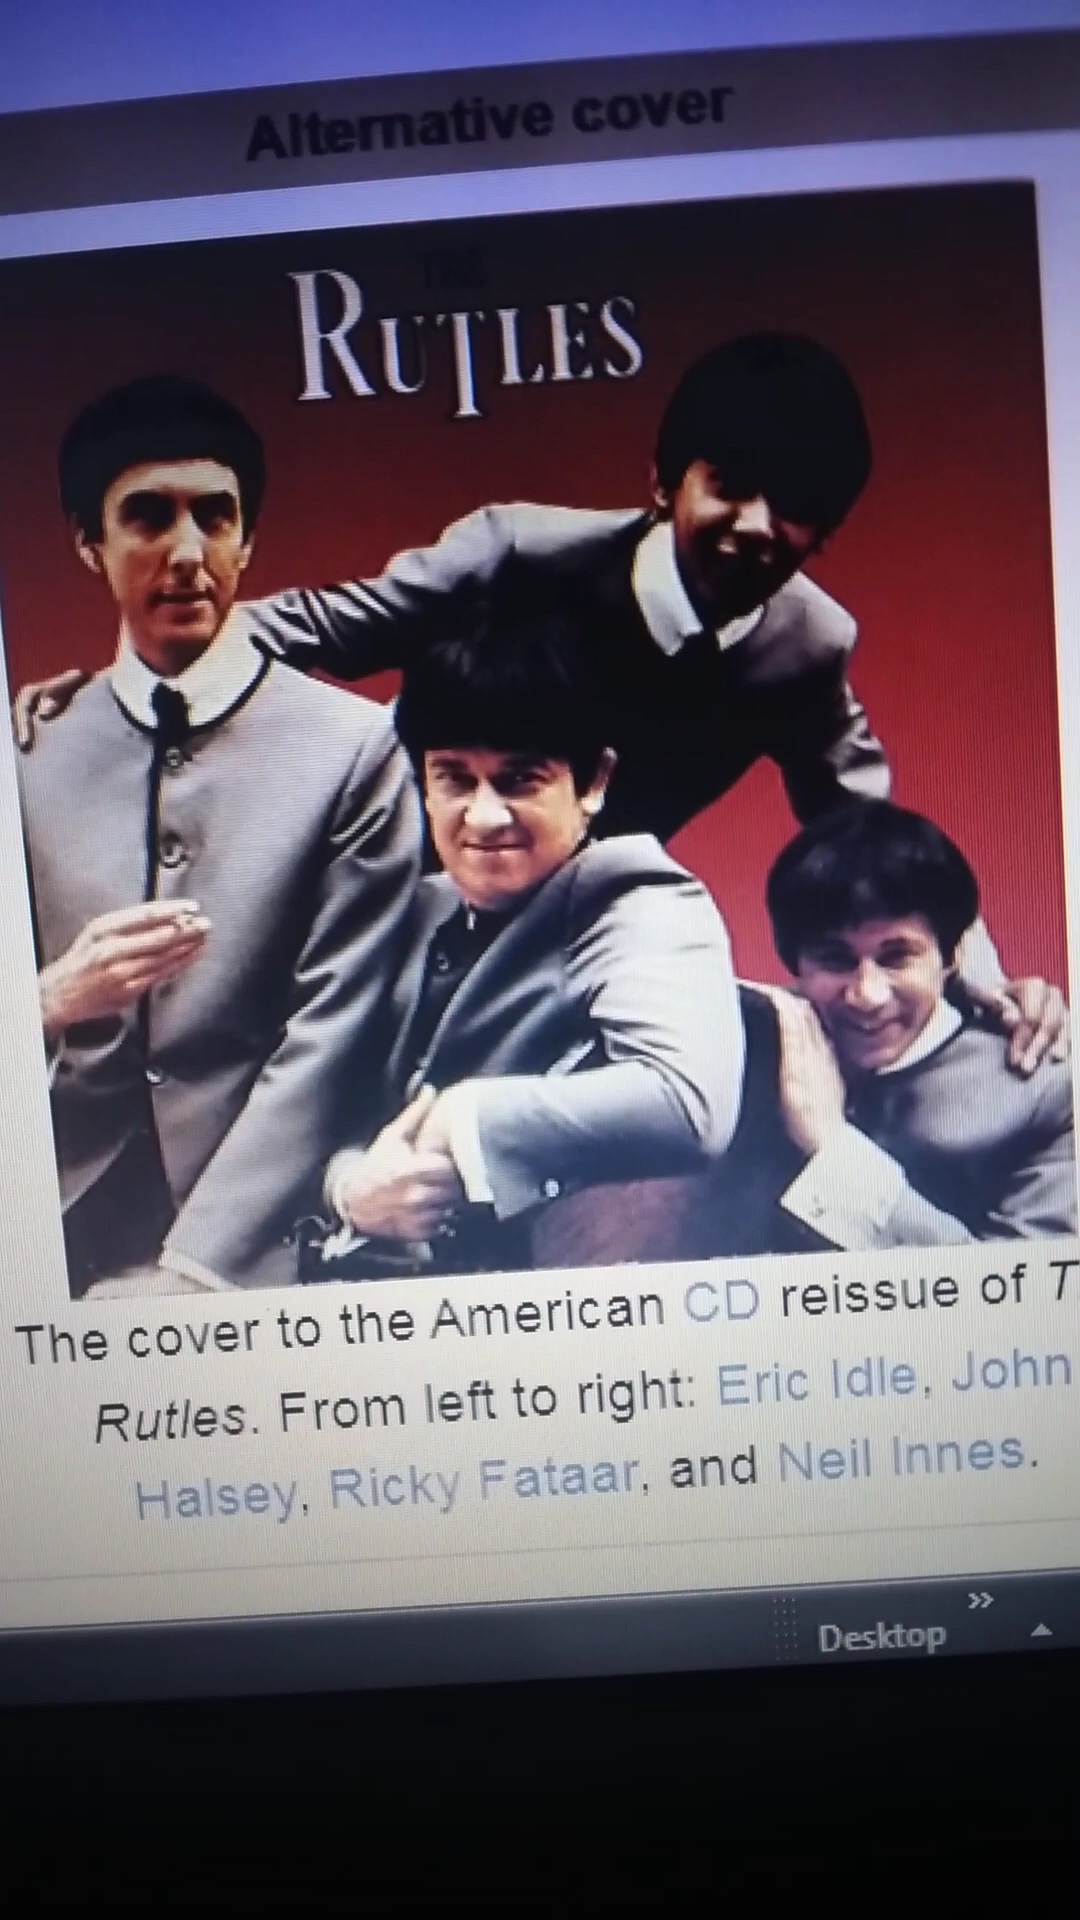 Alternative cover
THE
RUTLES
The cover to the American CD reissue of T
Rutles. From left to right: Eric Idle, John
Halsey, Ricky Fataar, and Neil Innes.
»
Desktop